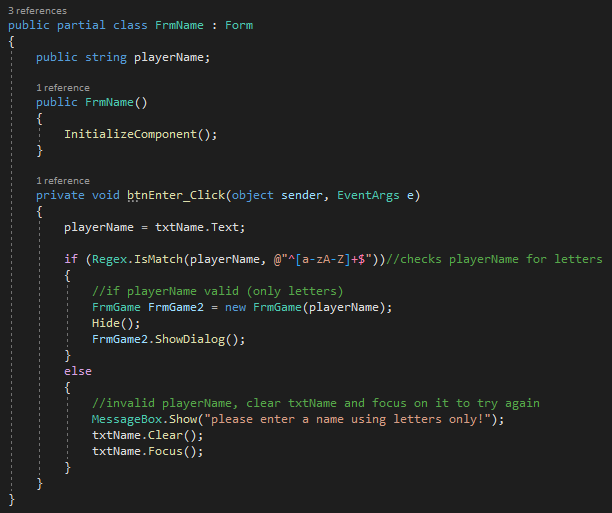 3 references
public partial class FrmName : Form
{
public string playerName;
1 reference
public FrmName()
{
InitializeComponent();
}
1 reference
private void btnEnter_Click(object sender, EventArgs e)
{
playerName = txtName.Text;
if (Regex.IsMatch(playerName, @"^[a-zA-Z]+$"))//checks playerName for letters
{
//if playerName valid (only letters)
FrmGame FrmGame2 = new FrmGame(playerName);
Hide();
FrmGame2.ShowDialog();
}
else
{
//invalid playerName, clear txtName and focus on it to try again
MessageBox.Show("please enter a name using letters only!");
txtName.Clear();
txtName.Focus();
}
}
}